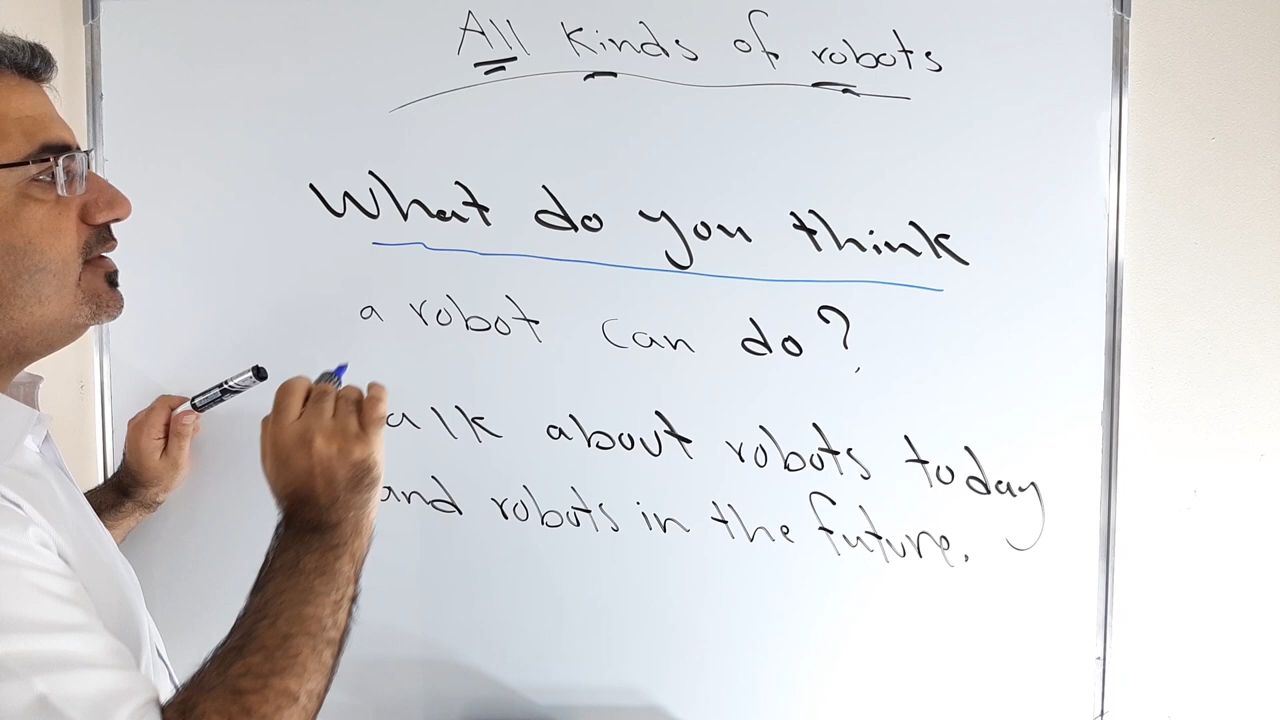 All kinds of robots
What do you think
a robot can do?
alk about robots today
and robots in the future.